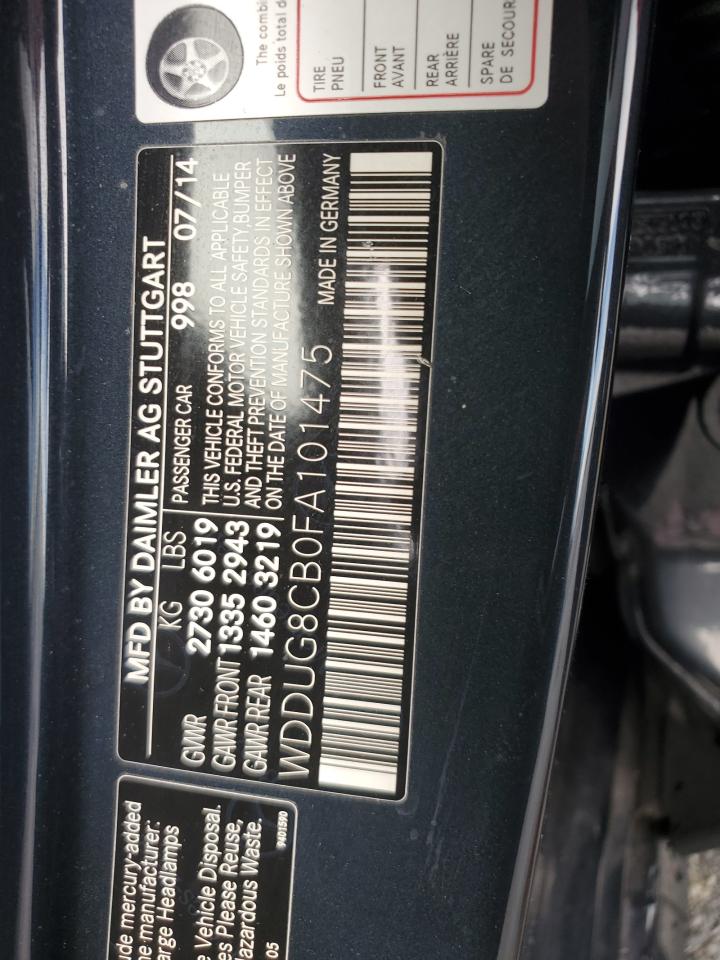 MFD BY DAIMLER AG STUTTGART
KG LBS PASSENGER CAR 998 07/14
GVWR 2730 6019 THIS VEHICLE CONFORMS TO ALL APPLICABLE
GAWR FRONT 1335 2943 U.S. FEDERAL MOTOR VEHICLE SAFETY,BUMPER
GAWR REAR 1460 3219 AND THEFT PREVENTION STANDARDS IN EFFECT
ON THE DATE OF MANUFACTURE SHOWN ABOVE
WDDUG8CB0FA101475 MADE IN GERMANY
The combi
Le poids total d
TIRE
PNEU
FRONT
AVANT
REAR
ARRIÈRE
SPARE
DE SECOUR
ude mercury-added
he manufacturer:
arge Headlamps
e Vehicle Disposal.
es Please Reuse,
azardous Waste.
05 9401590